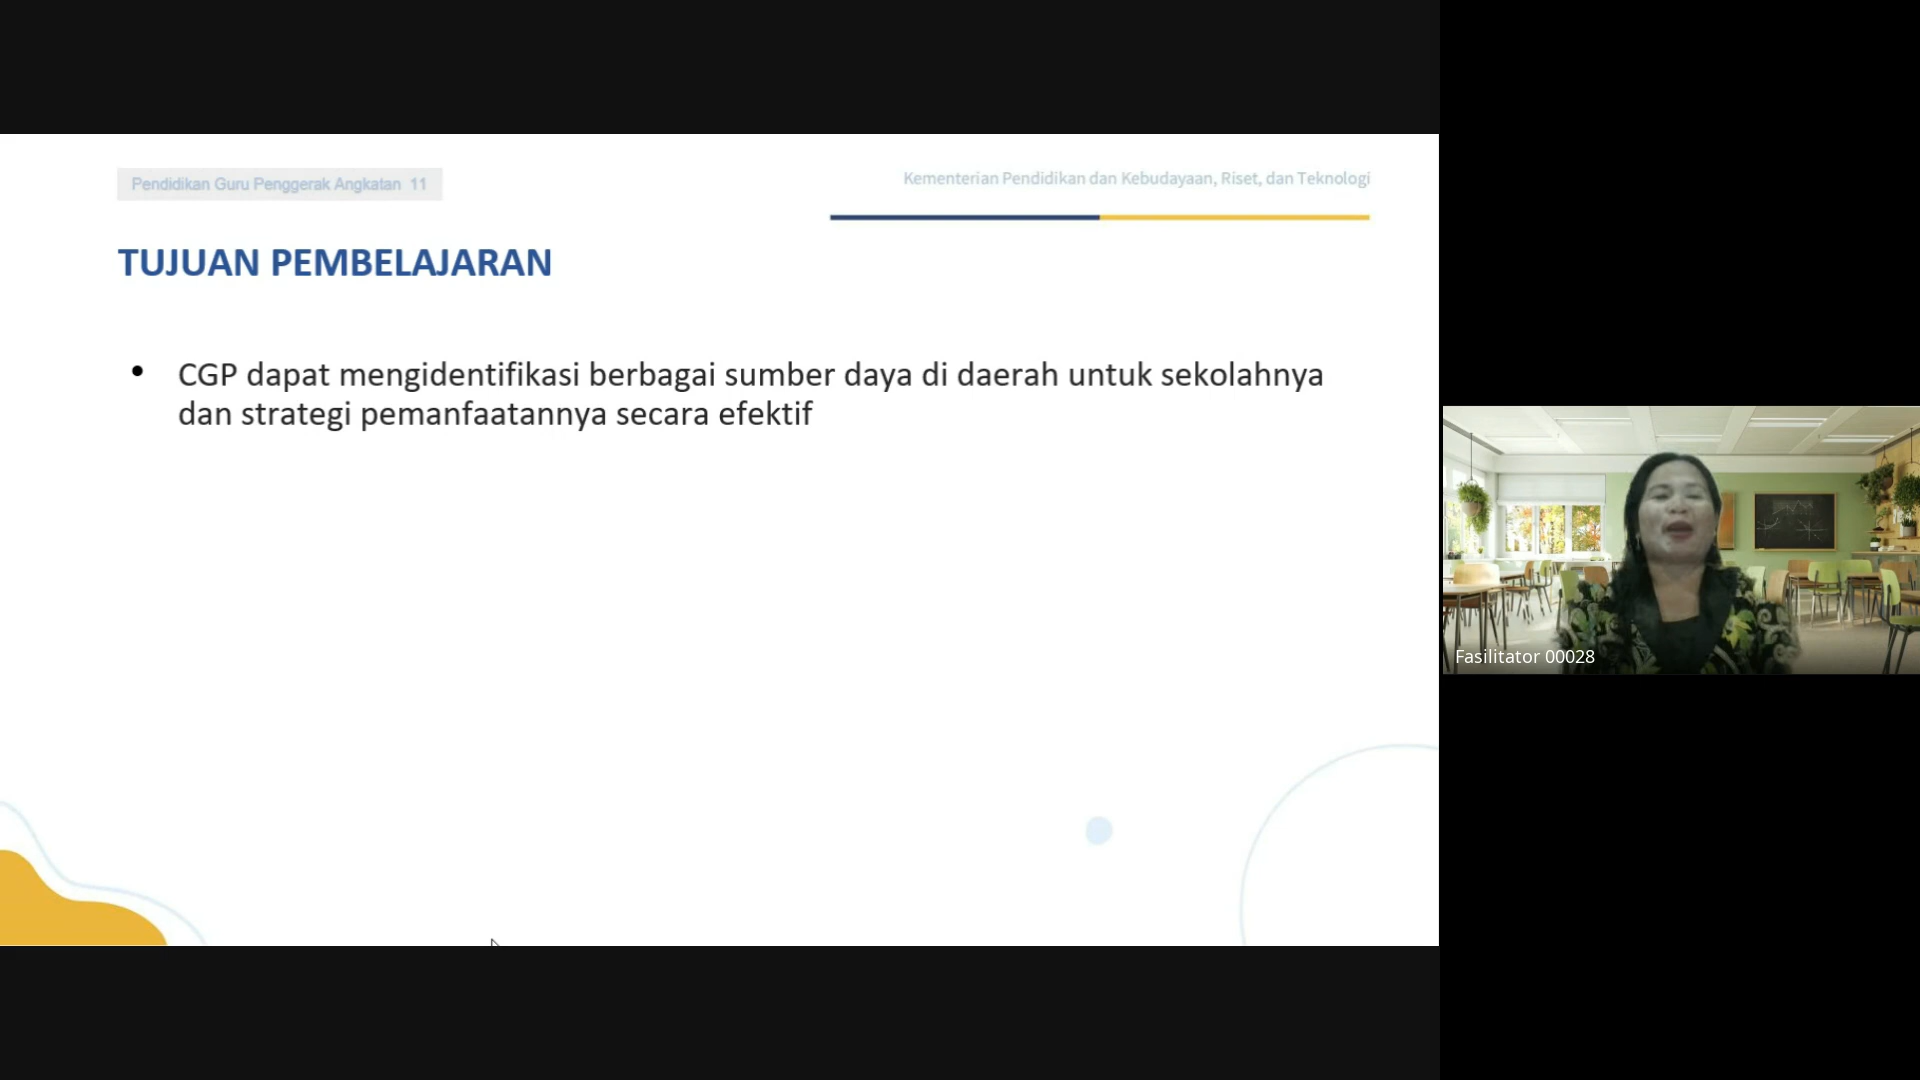 Pendidikan Guru Penggerak Angkatan 11
Kementerian Pendidikan dan Kebudayaan, Riset, dan Teknologi
TUJUAN PEMBELAJARAN
• CGP dapat mengidentifikasi berbagai sumber daya di daerah untuk sekolahnya
dan strategi pemanfaatannya secara efektif
Fasilitator 00028